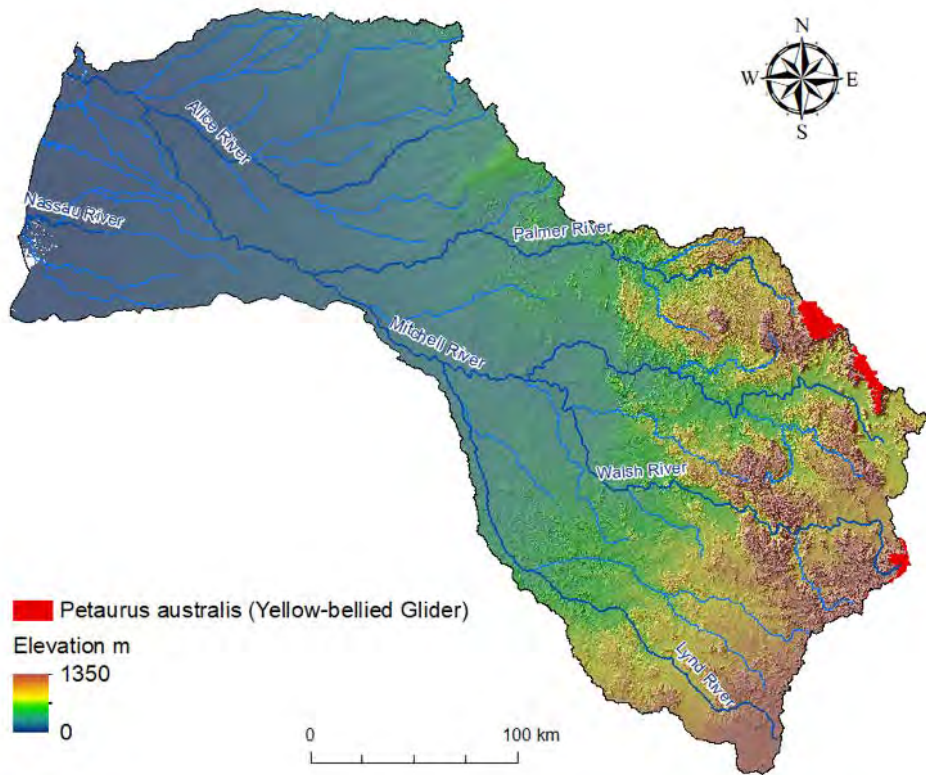 N
W E
S
Alice River
Nassau River
Palmer River
Mitchell River
Walsh River
Lynd River
Petaurus australis (Yellow-bellied Glider)
Elevation m
1350
0
0 100 km